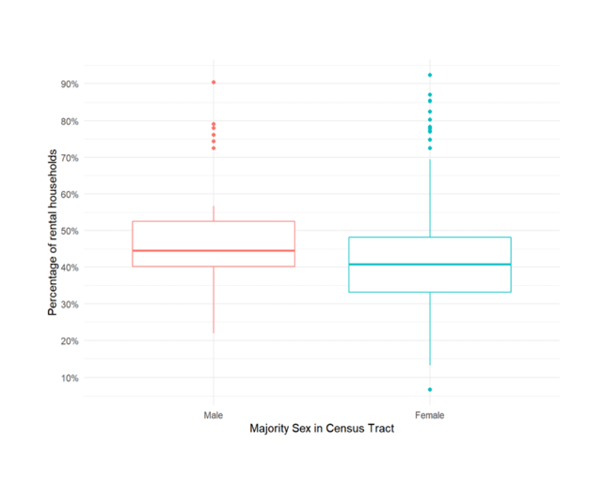 90%
80%
70%
60%
50%
40%
30%
20%
10%
Percentage of rental households
Male
Female
Majority Sex in Census Tract